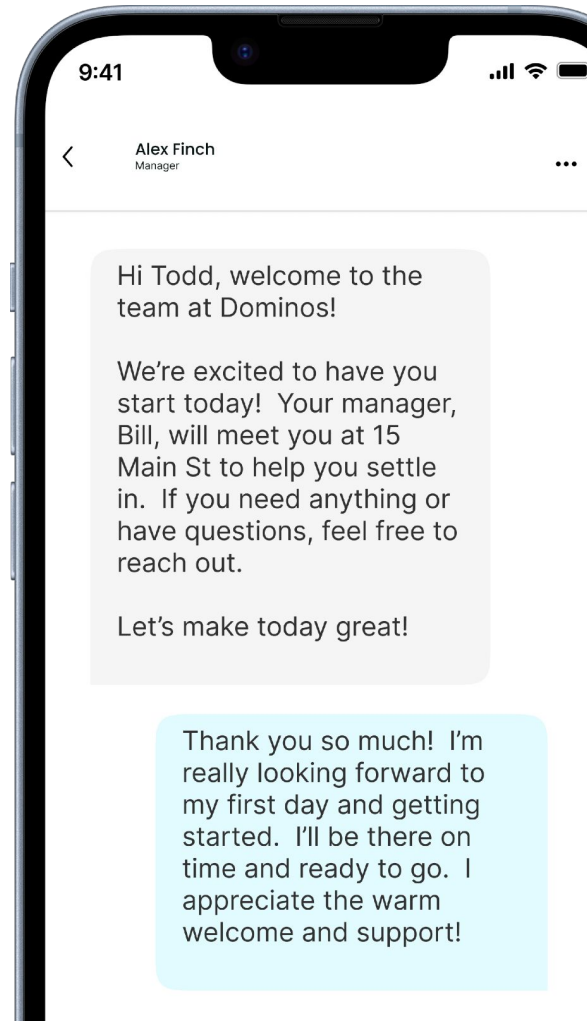 9:41
Alex Finch
Manager
Hi Todd, welcome to the
team at Dominos!
We’re excited to have you
start today!  Your manager,
Bill, will meet you at 15
Main St to help you settle
in.  If you need anything or
have questions, feel free to
reach out.
Let’s make today great!
Thank you so much!  I’m
really looking forward to
my first day and getting
started.  I’ll be there on
time and ready to go.  I
appreciate the warm
welcome and support!